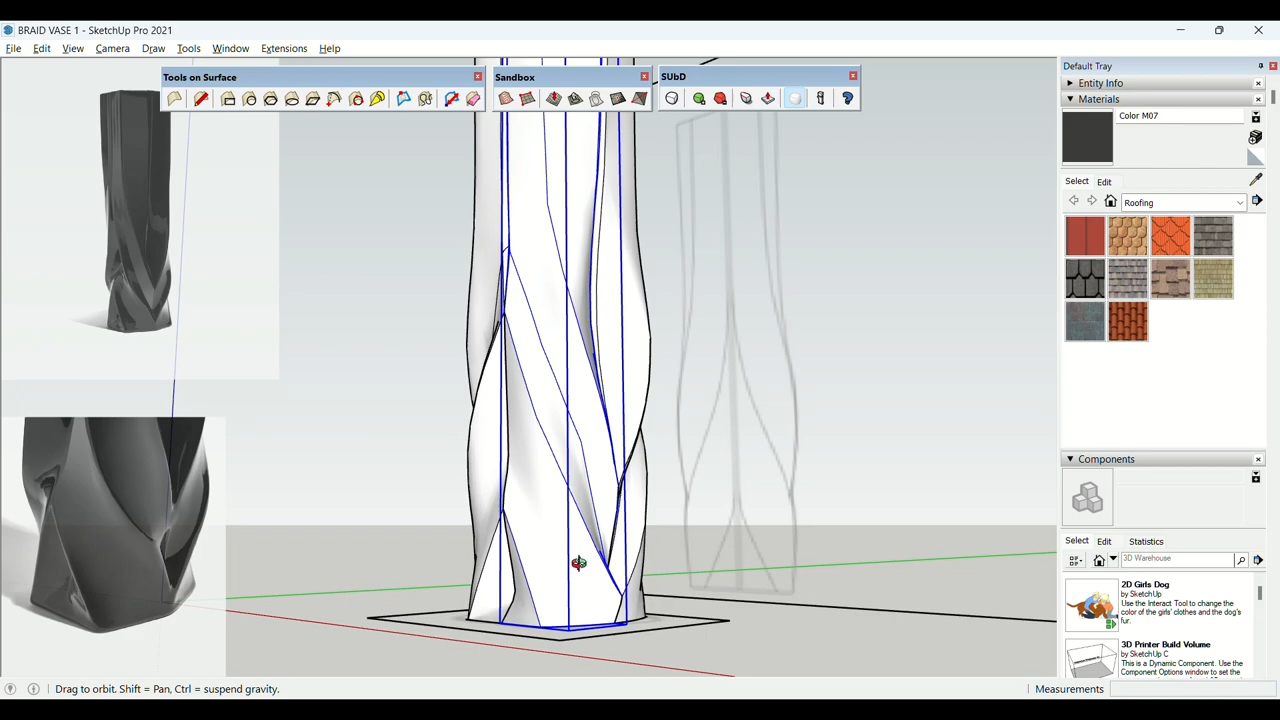 BRAID VASE 1 - SketchUp Pro 2021
File Edit View Camera Draw Tools Window Extensions Help
Tools on Surface
Sandbox
SUbD
Default Tray
Entity Info
Materials
Color M07
Select Edit
Roofing
Components
Select Edit Statistics
3D Warehouse
2D Girls Dog
by SketchUp
Use the Interact Tool to change the
color of the girls' clothes and the dog's
fur.
3D Printer Build Volume
by SketchUp C
This is a Dynamic Component. Use the
Component Options window to set the
Drag to orbit. Shift = Pan, Ctrl = suspend gravity.
Measurements